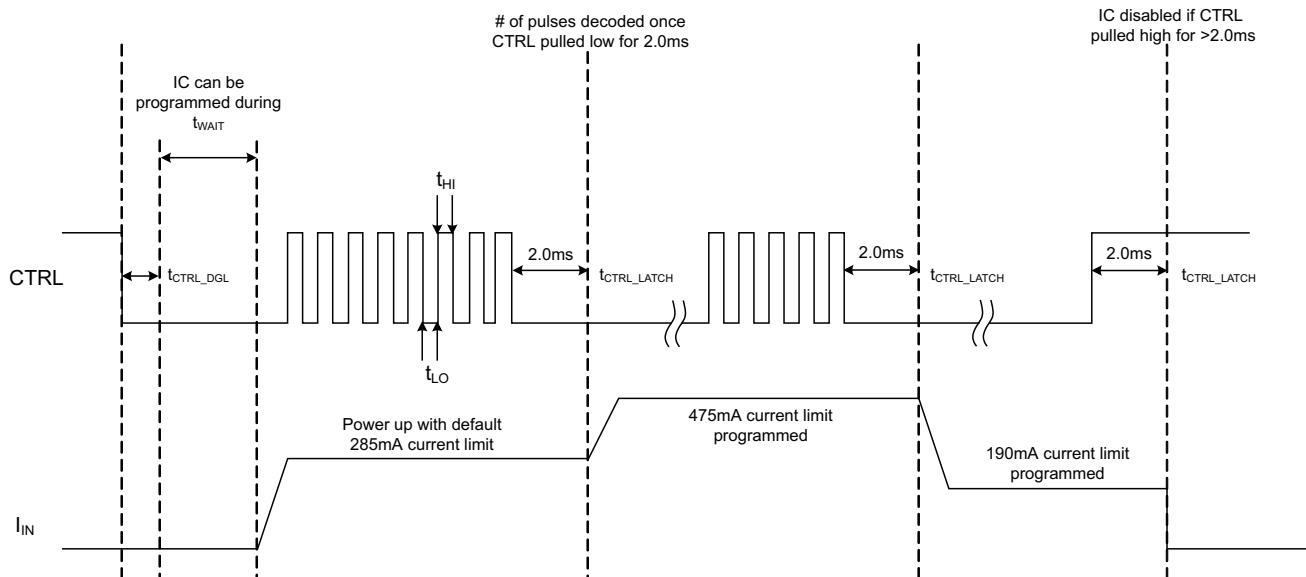 # of pulses decoded once
CTRL pulled low for 2.0ms
IC disabled if CTRL
pulled high for >2.0ms
IC can be
programmed during
tWAIT
tHI
CTRL
tCTRL_DGL
2.0ms
tCTRL_LATCH
2.0ms
tCTRL_LATCH
2.0ms
tCTRL_LATCH
tLO
Power up with default
285mA current limit
475mA current limit
programmed
190mA current limit
programmed
IIN